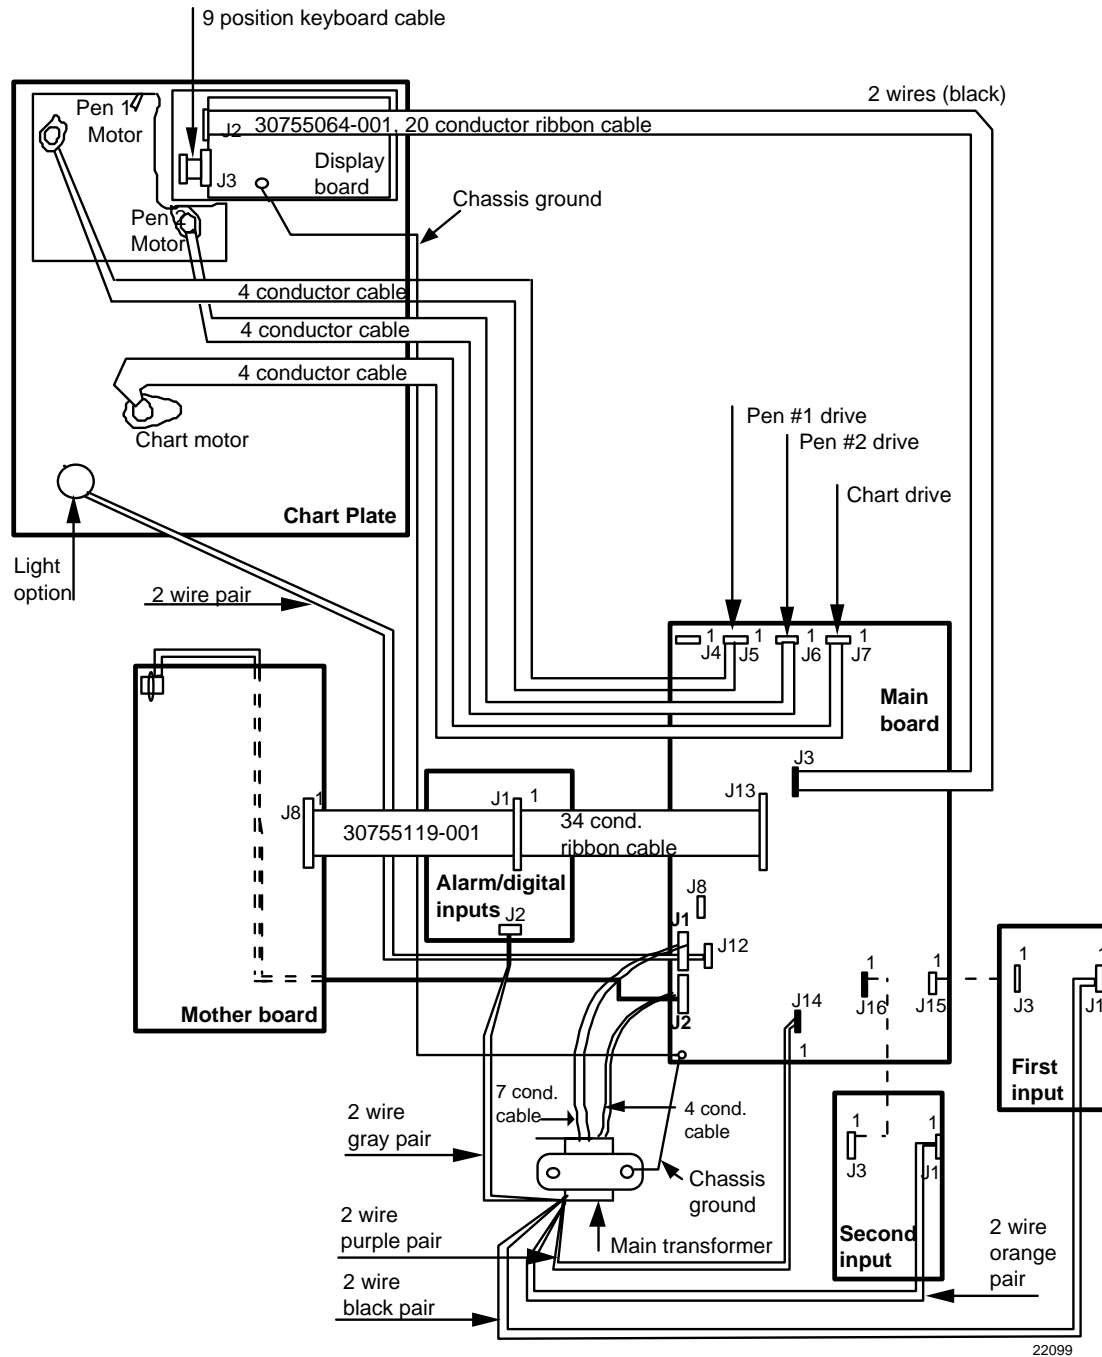 9 position keyboard cable
2 wires (black)
Pen 1
Motor
J2
30755064-001, 20 conductor ribbon cable
J3
Display
board
Chassis ground
Pen 2
Motor
4 conductor cable
4 conductor cable
4 conductor cable
Chart motor
Pen #1 drive
Pen #2 drive
Chart drive
Chart Plate
Light
option
2 wire pair
1
J4
1
J5
1
J6
1
J7
Main
board
J3
J8
1
30755119-001
J1
1
34 cond.
ribbon cable
J13
Alarm/digital
inputs
J2
J8
J1
J12
J2
Mother board
J14
1
1
J16
1
J15
1
J3
1
J1
First
input
7 cond.
cable
4 cond.
cable
2 wire
gray pair
Chassis
ground
1
J3
1
J1
Second
input
2 wire
purple pair
Main transformer
2 wire
orange
pair
2 wire
black pair
22099